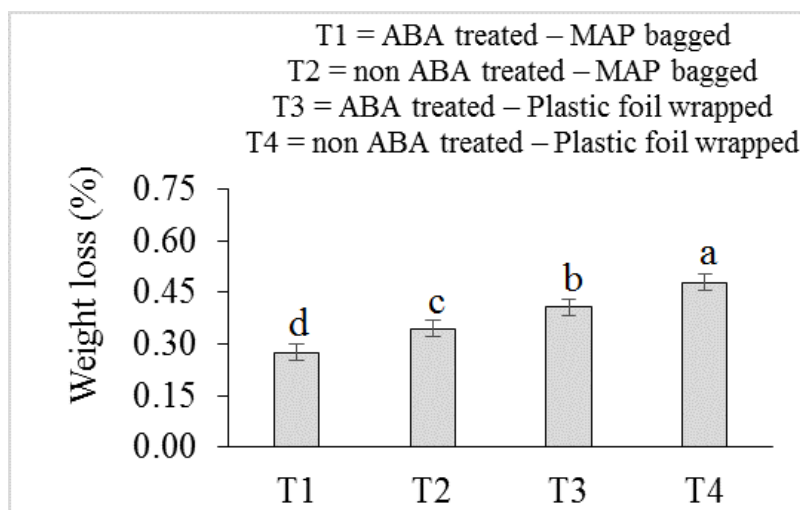 T1 = ABA treated – MAP bagged
T2 = non ABA treated – MAP bagged
T3 = ABA treated – Plastic foil wrapped
T4 = non ABA treated – Plastic foil wrapped
Weight loss (%)
0.75
0.60
0.45
0.30
0.15
0.00
d
c
b
a
T1 T2 T3 T4